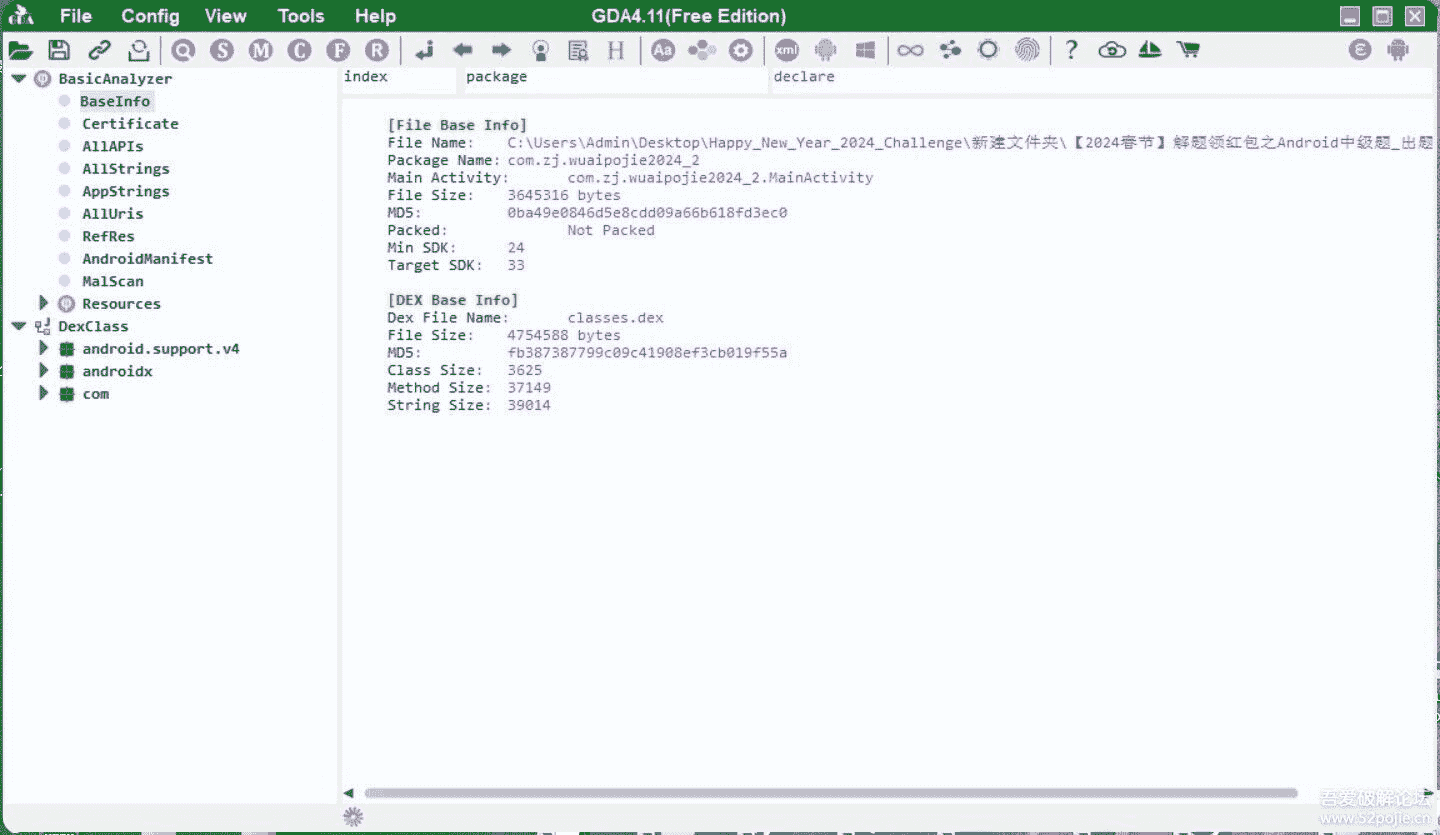 File Config View Tools Help GDA4.11(Free Edition)
index package declare
BasicAnalyzer
BaseInfo
Certificate
AllAPIs
AllStrings
AppStrings
AllUris
RefRes
AndroidManifest
MalScan
Resources
DexClass
android.support.v4
androidx
com
[File Base Info]
File Name: C:\Users\Admin\Desktop\Happy_New_Year_2024_Challenge\新建文件夹\【2024春节】解题领红包之Android中级题_出题
Package Name: com.zj.wuaipojie2024_2
Main Activity: com.zj.wuaipojie2024_2.MainActivity
File Size: 3645316 bytes
MD5: 0ba49e0846d5e8cdd09a66b618fd3ec0
Packed: Not Packed
Min SDK: 24
Target SDK: 33
[DEX Base Info]
Dex File Name: classes.dex
File Size: 4754588 bytes
MD5: fb387387799c09c41908ef3cb019f55a
Class Size: 3625
Method Size: 37149
String Size: 39014
吾爱破解论坛
www.52pojie.cn